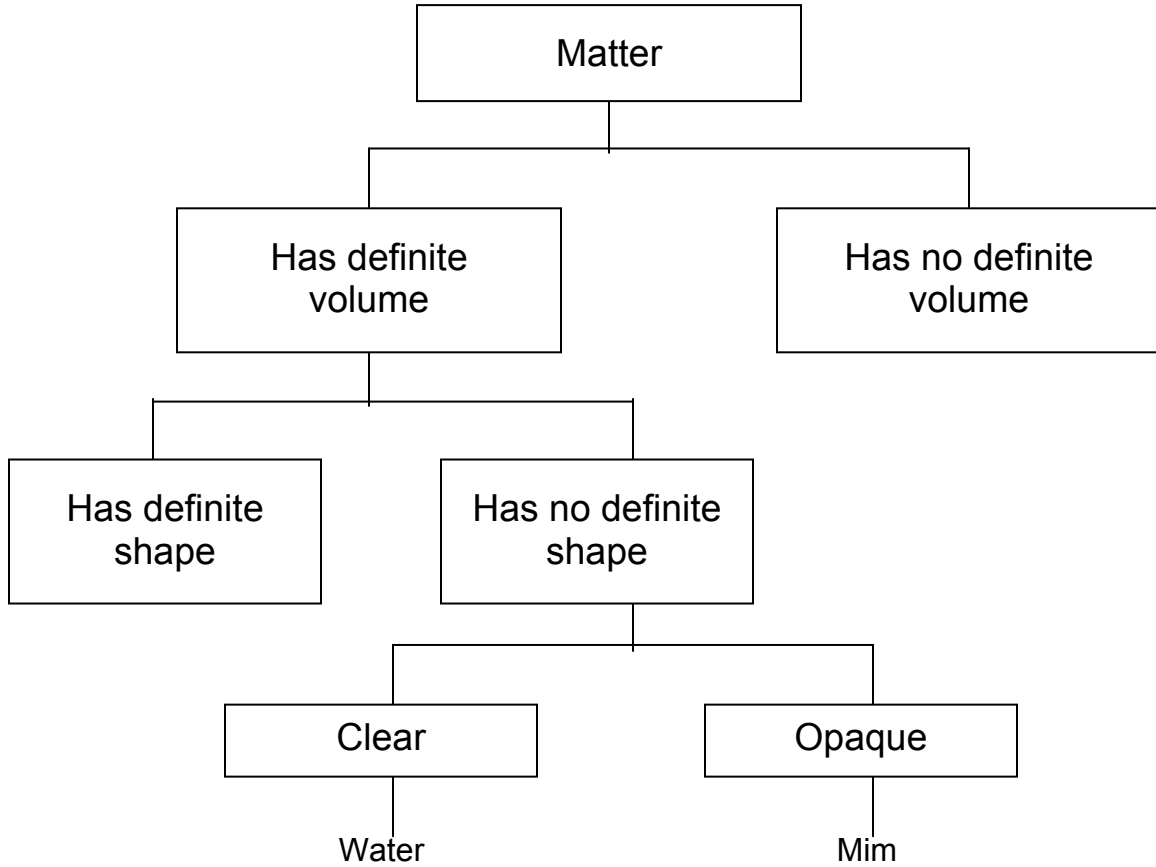 Matter
Has definite
volume
Has no definite
volume
Has definite
shape
Has no definite
shape
Clear
Opaque
Water
Mim